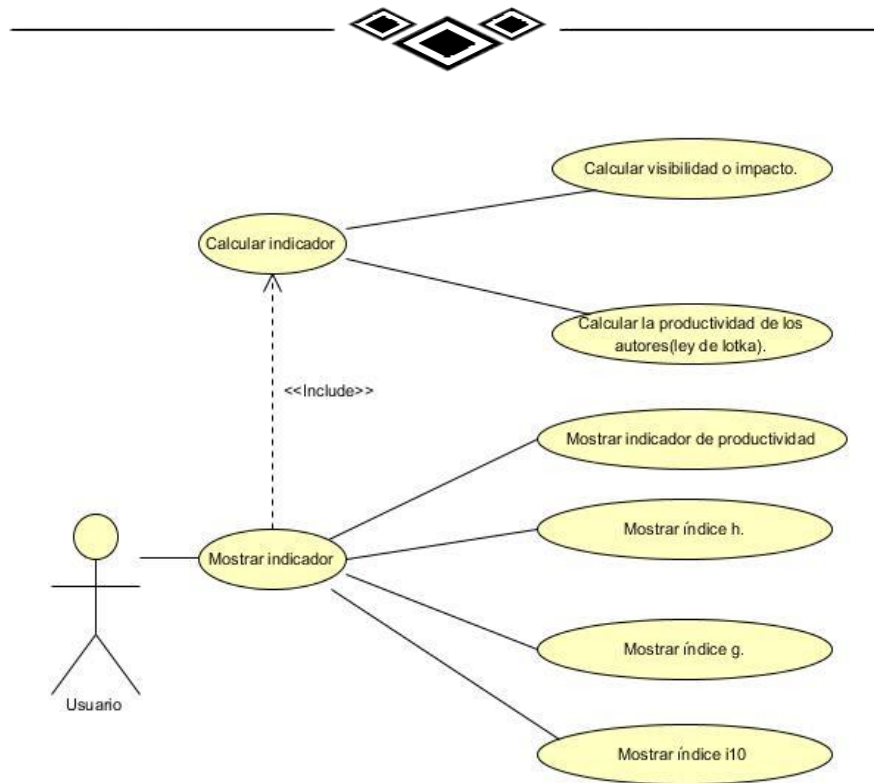 Calcular visibilidad o impacto.
Calcular indicador
Calcular la productividad de los
autores(ley de lotka).
<<Include>>
Mostrar indicador de productividad
Mostrar índice h.
Mostrar indicador
Mostrar índice g.
Usuario
Mostrar índice i10